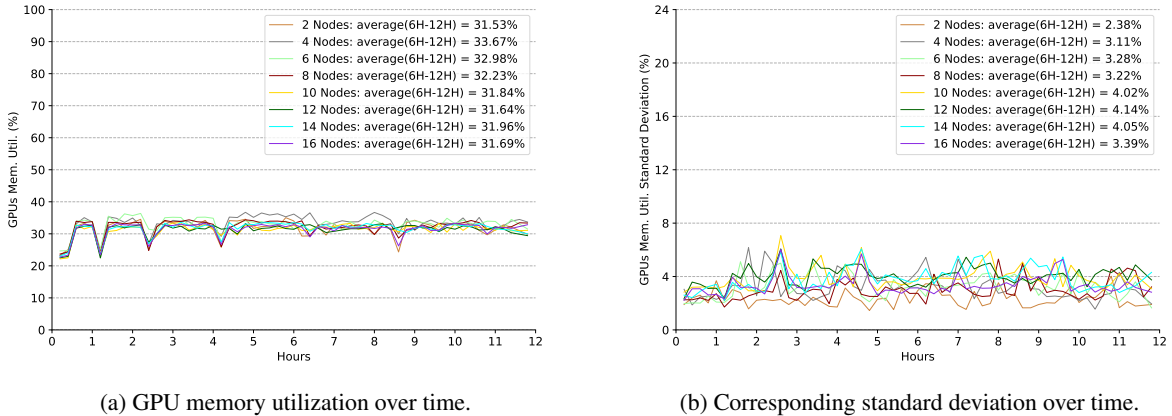 100
90
80
70
60
50
40
30
20
10
0
GPUs Mem. Util. (%)
2 Nodes: average(6H-12H) = 31.53%
4 Nodes: average(6H-12H) = 33.67%
6 Nodes: average(6H-12H) = 32.98%
8 Nodes: average(6H-12H) = 32.23%
10 Nodes: average(6H-12H) = 31.84%
12 Nodes: average(6H-12H) = 31.64%
14 Nodes: average(6H-12H) = 31.96%
16 Nodes: average(6H-12H) = 31.69%
0 1 2 3 4 5 6 7 8 9 10 11 12
Hours
(a) GPU memory utilization over time.
24
20
16
12
8
4
0
GPUs Mem. Util. Standard Deviation (%)
2 Nodes: average(6H-12H) = 2.38%
4 Nodes: average(6H-12H) = 3.11%
6 Nodes: average(6H-12H) = 3.28%
8 Nodes: average(6H-12H) = 3.22%
10 Nodes: average(6H-12H) = 4.02%
12 Nodes: average(6H-12H) = 4.14%
14 Nodes: average(6H-12H) = 4.05%
16 Nodes: average(6H-12H) = 3.39%
0 1 2 3 4 5 6 7 8 9 10 11 12
Hours
(b) Corresponding standard deviation over time.